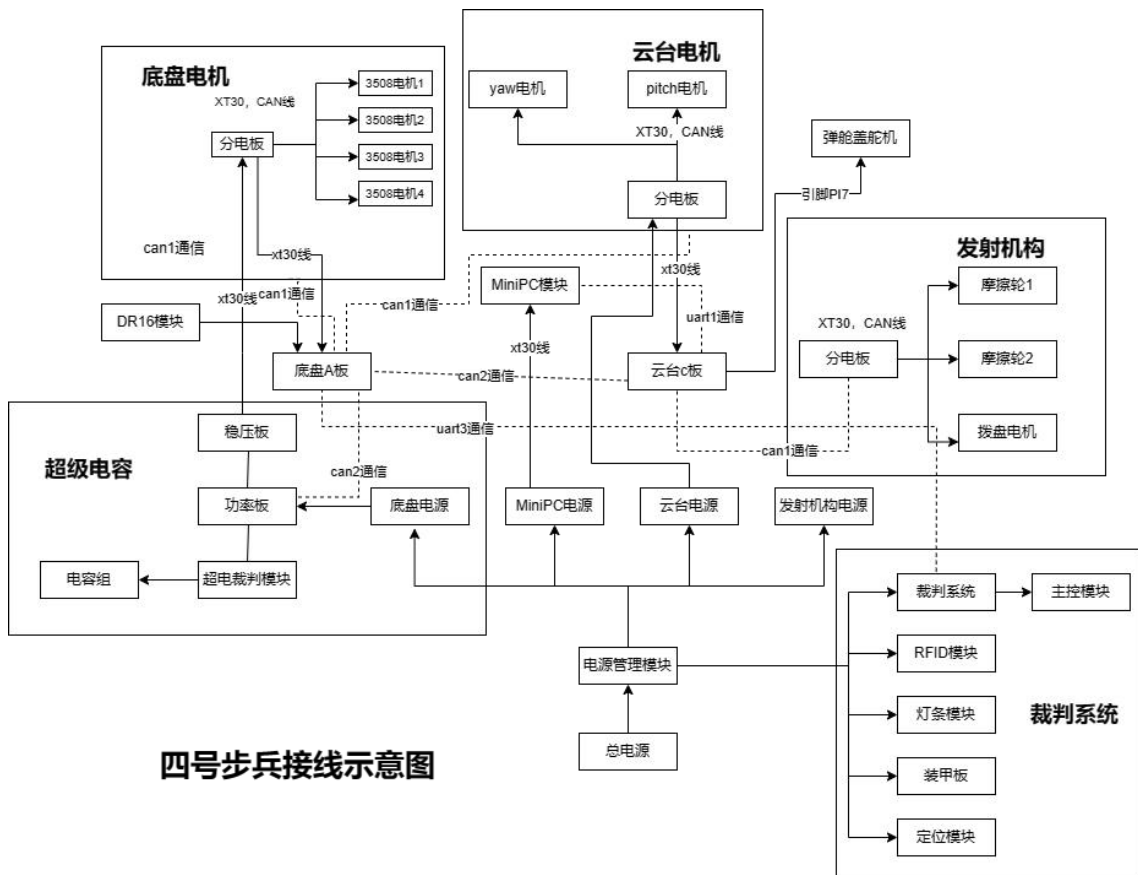 云台电机
底盘电机
yaw电机
pitch电机
3508电机1
XT30，CAN线
3508电机2
XT30，CAN线
分电板
3508电机3
弹舱盖舵机
3508电机4
分电板
引脚PI7
can1通信
xt30线
xt30线
发射机构
MiniPC模块
摩擦轮1
can1通信
xt30线
can1通信
uart1通信
DR16模块
XT30，CAN线
xt30线
分电板
摩擦轮2
底盘A板
can2通信
云台c板
稳压板
uart3通信
拨盘电机
can1通信
超级电容
can2通信
功率板
底盘电源
MiniPC电源
云台电源
发射机构电源
电容组
超电裁判模块
裁判系统
主控模块
电源管理模块
RFID模块
灯条模块
裁判系统
总电源
四号步兵接线示意图
装甲板
定位模块